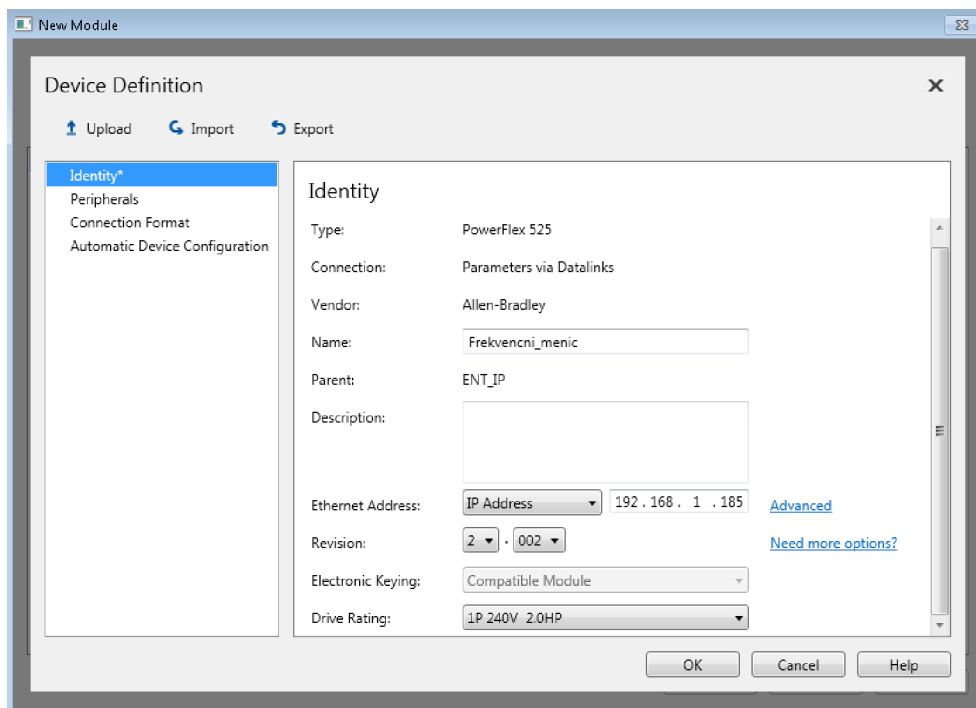 New Module
Device Definition
Upload Import Export
Identity*
Peripherals
Connection Format
Automatic Device Configuration
Identity
Type: PowerFlex 525
Connection: Parameters via Datalinks
Vendor: Allen-Bradley
Name: Frekvencni_menic
Parent: ENT_IP
Description:
Ethernet Address: IP Address 192 . 168 . 1 . 185 Advanced
Revision: 2 . 002 Need more options?
Electronic Keying: Compatible Module
Drive Rating: 1P 240V 2.0HP
OK Cancel Help